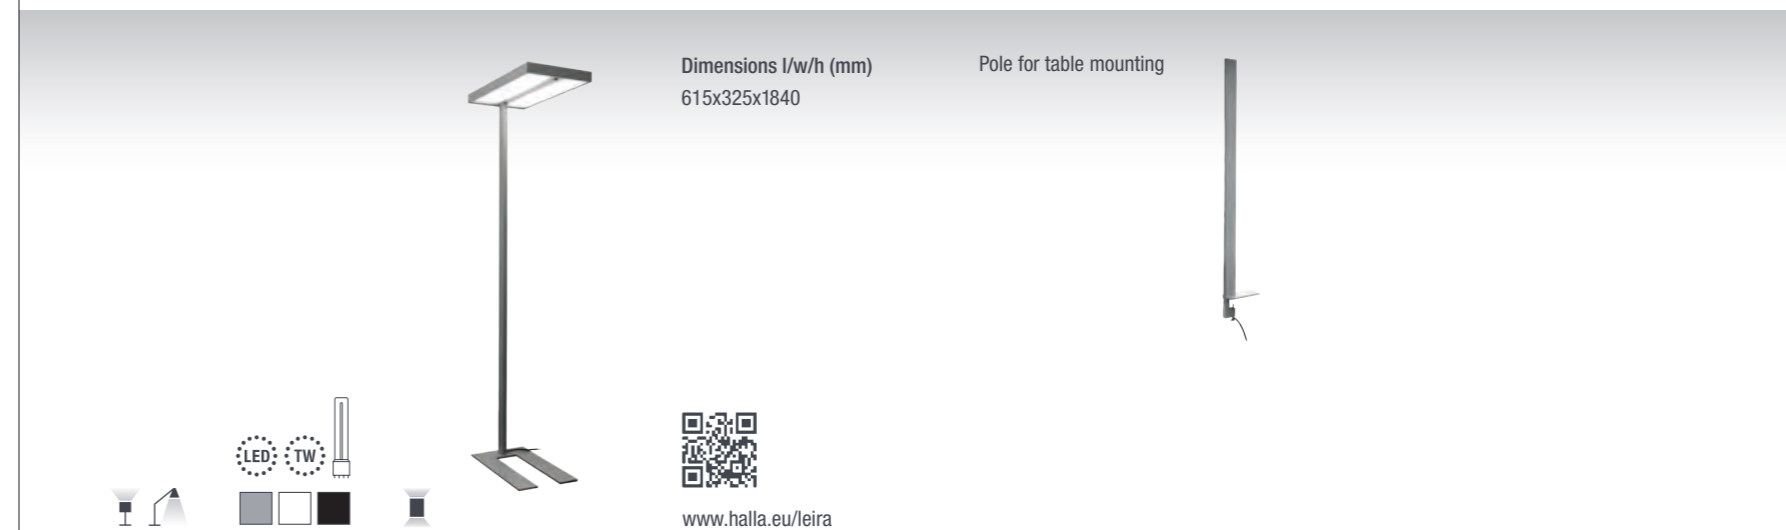 Dimensions l/w/h (mm)
615x325x1840
Pole for table mounting
LED
TW
www.halla.eu/leira